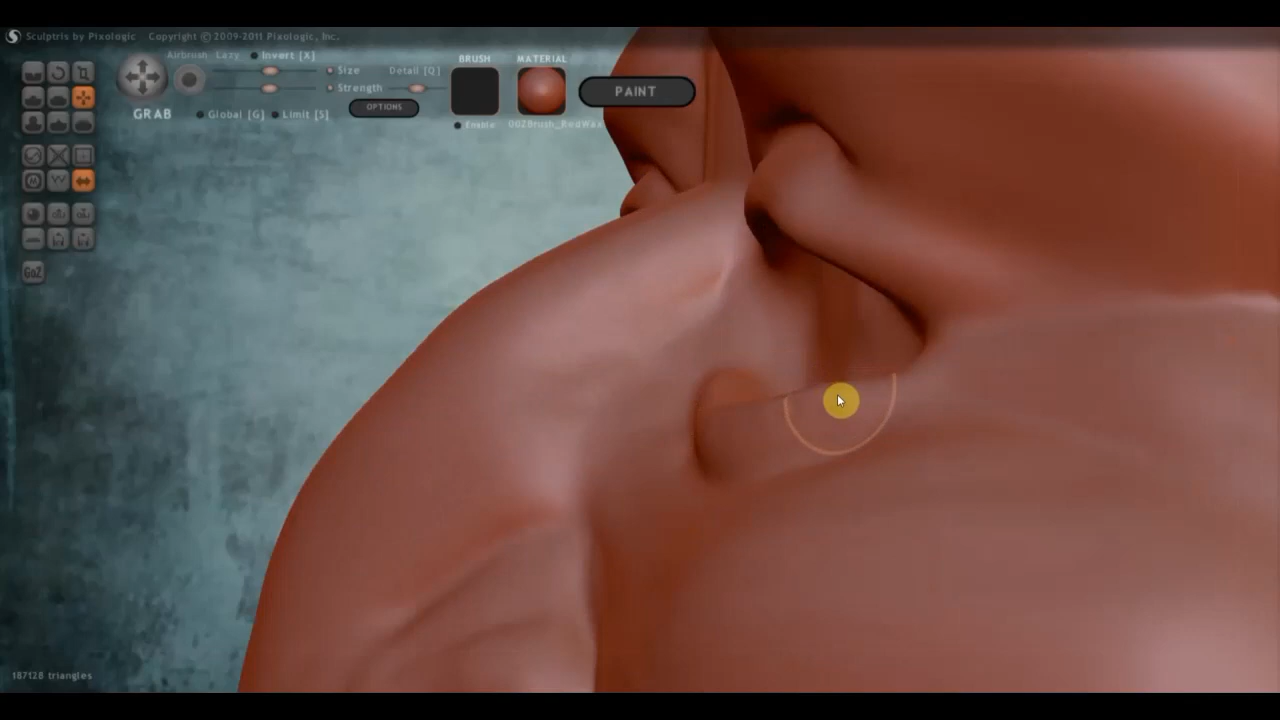 Sculptris by Pixologic Copyright © 2009-2011 Pixologic, Inc.
Airbrush Lazy Invert [X]
Size Detail [Q]
Strength
GRAB Global [G] Limit [S]
OPTIONS
BRUSH
Enable
MATERIAL
00ZBrush_RedWax
PAINT
GoZ
187128 triangles